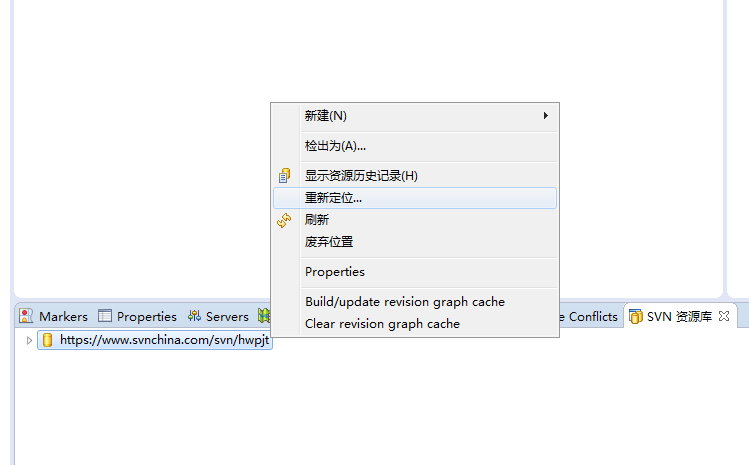 新建(N)
检出为(A)...
显示资源历史记录(H)
重新定位...
刷新
废弃位置
Properties
Build/update revision graph cache
Clear revision graph cache
Markers Properties Servers Conflicts SVN 资源库
https://www.svnchina.com/svn/hwpjt